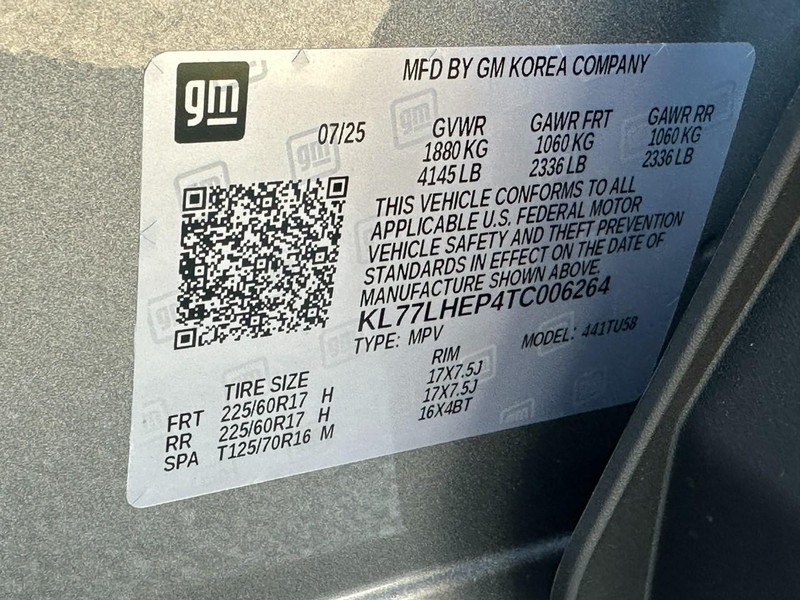 gm
MFD BY GM KOREA COMPANY
07/25
GVWR GAWR FRT GAWR RR
1880 KG 1060 KG 1060 KG
4145 LB 2336 LB 2336 LB
THIS VEHICLE CONFORMS TO ALL
APPLICABLE U.S. FEDERAL MOTOR
VEHICLE SAFETY AND THEFT PREVENTION
STANDARDS IN EFFECT ON THE DATE OF
MANUFACTURE SHOWN ABOVE.
KL77LHEP4TC006264
TYPE: MPV MODEL: 441TU58
TIRE SIZE RIM
FRT 225/60R17 H 17X7.5J
RR 225/60R17 H 17X7.5J
SPA T125/70R16 M 16X4BT